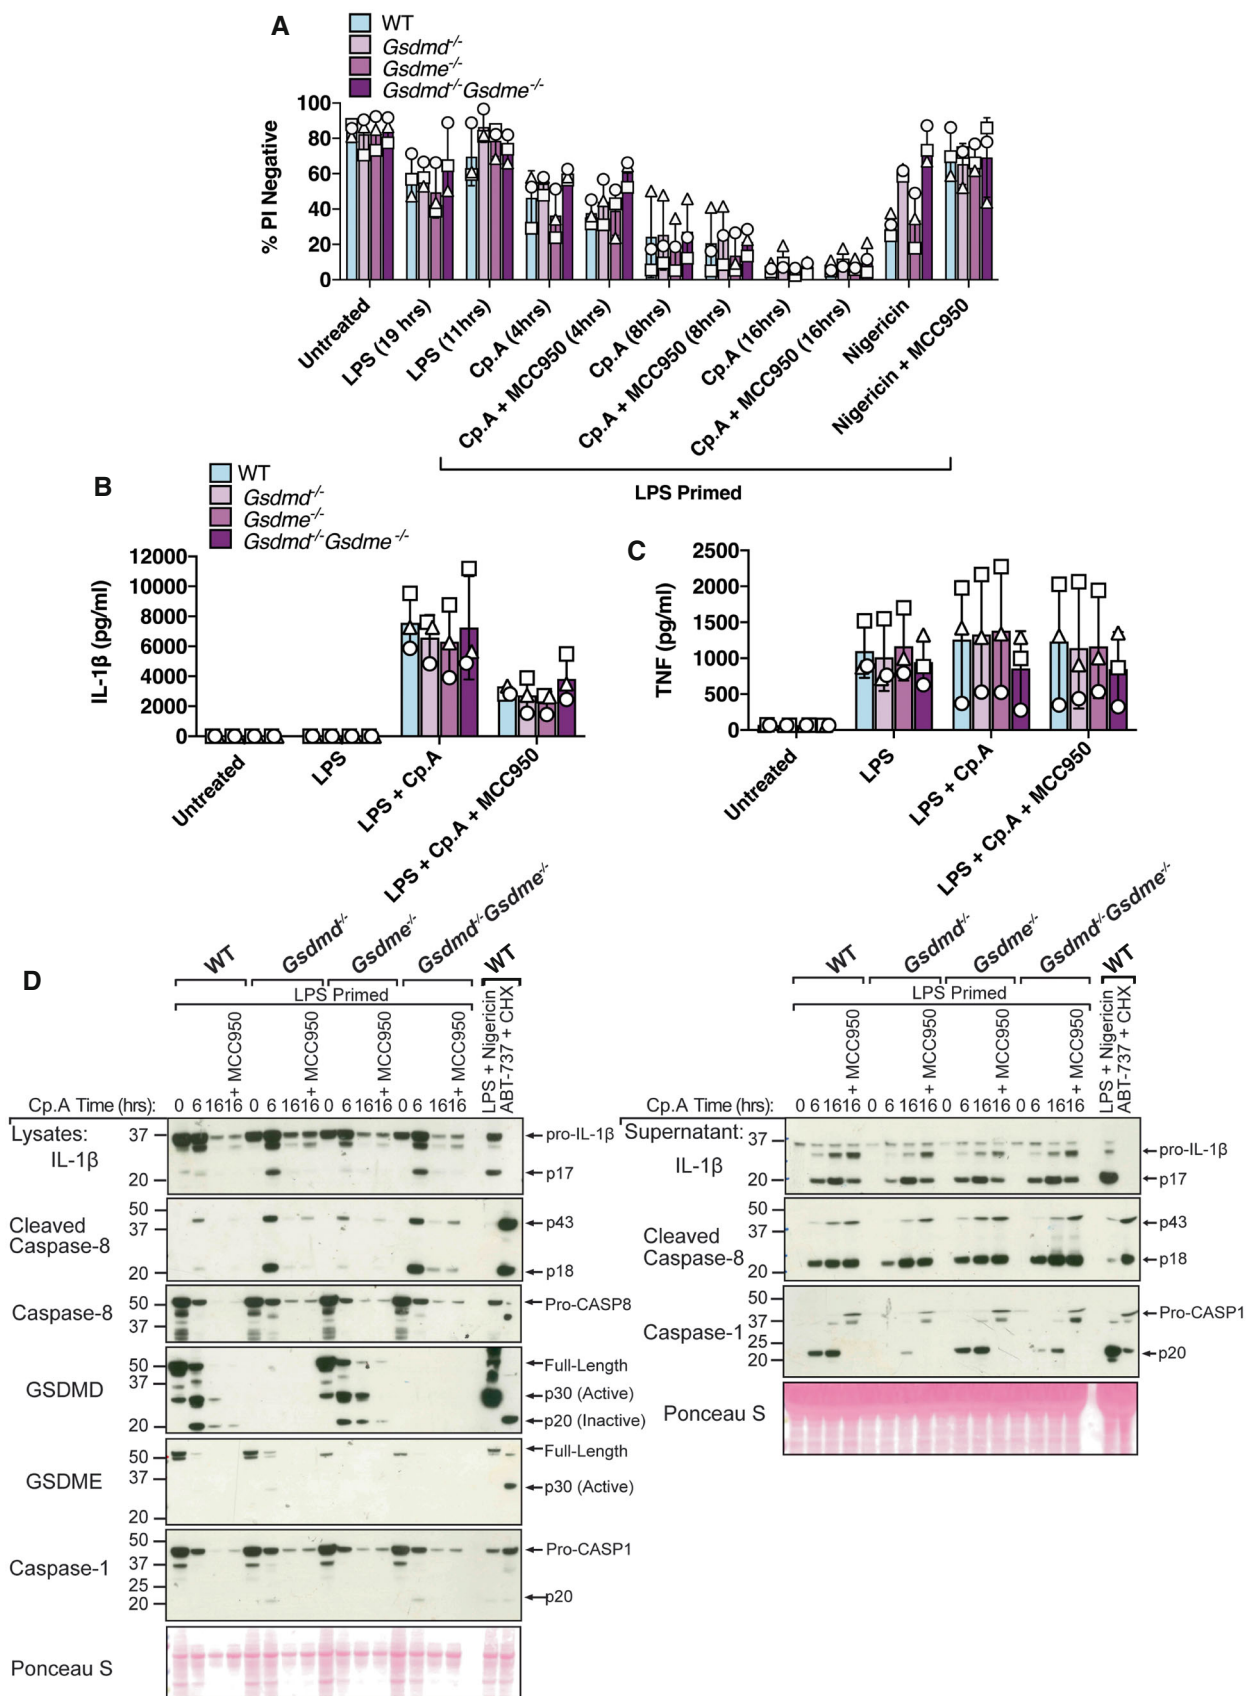 A
WT
Gsdmd-/-
Gsdme-/-
Gsdmd-/-Gsdme-/-
% PI Negative
100
80
60
40
20
0
Untreated
LPS (19 hrs)
LPS (11hrs)
Cp.A (4hrs)
Cp.A + MCC950 (4hrs)
Cp.A (8hrs)
Cp.A + MCC950 (8hrs)
Cp.A (16hrs)
Cp.A + MCC950 (16hrs)
Nigericin
Nigericin + MCC950
LPS Primed
B
WT
Gsdmd-/-
Gsdme-/-
Gsdmd-/-Gsdme-/-
IL-1β (pg/ml)
12000
10000
8000
6000
4000
2000
0
Untreated
LPS
LPS + Cp.A
LPS + Cp.A + MCC950
C
TNF (pg/ml)
2500
2000
1500
1000
500
0
Untreated
LPS
LPS + Cp.A
LPS + Cp.A + MCC950
D
WT Gsdmd-/- Gsdme-/- Gsdmd-/-Gsdme-/- WT
LPS Primed
+ MCC950 + MCC950 + MCC950 + MCC950 LPS + Nigericin ABT-737 + CHX
Cp.A Time (hrs): 0 6 16 16 0 6 16 16 0 6 16 16 0 6 16 16
Lysates:
IL-1β
37
20
pro-IL-1β
p17
Cleaved
Caspase-8
50
37
20
p43
p18
Caspase-8
50
37
Pro-CASP8
GSDMD
50
37
20
Full-Length
p30 (Active)
p20 (Inactive)
GSDME
50
37
20
Full-Length
p30 (Active)
Caspase-1
50
37
25
20
Pro-CASP1
p20
Ponceau S
WT Gsdmd-/- Gsdme-/- Gsdmd-/-Gsdme-/- WT
LPS Primed
+ MCC950 + MCC950 + MCC950 + MCC950 LPS + Nigericin ABT-737 + CHX
Cp.A Time (hrs): 0 6 16 16 0 6 16 16 0 6 16 16 0 6 16 16
Supernatant:
IL-1β
37
20
pro-IL-1β
p17
Cleaved
Caspase-8
50
37
20
p43
p18
Caspase-1
50
37
25
20
Pro-CASP1
p20
Ponceau S